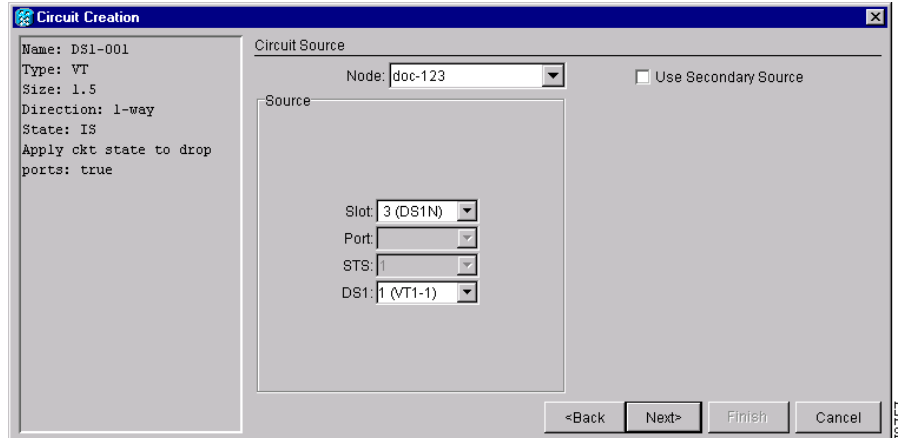 Circuit Creation
Name: DS1-001
Type: VT
Size: 1.5
Direction: 1-way
State: IS
Apply ckt state to drop
ports: true
Circuit Source
Node: doc-123
Use Secondary Source
Source
Slot: 3 (DS1N)
Port:
STS: 1
DS1: 1 (VT1-1)
<Back
Next>
Finish
Cancel